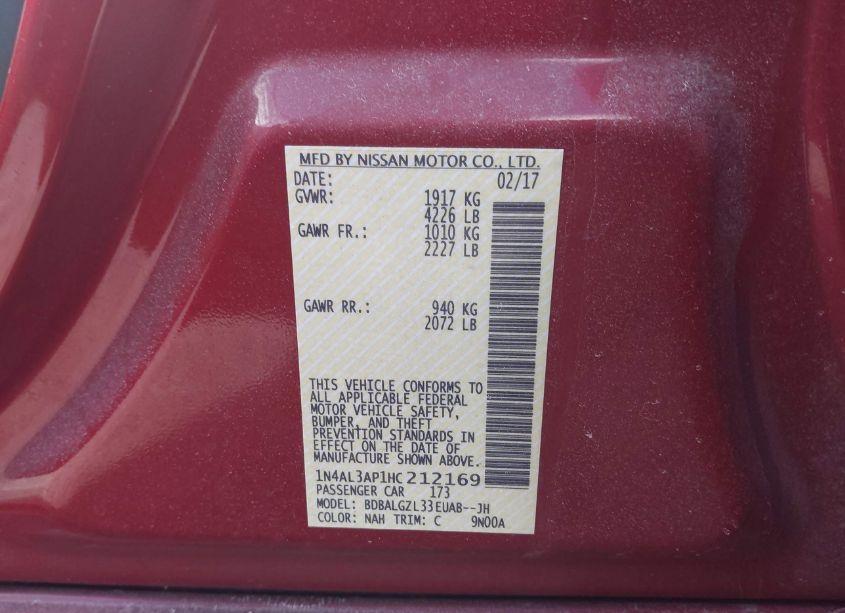 MFD BY NISSAN MOTOR CO., LTD.
DATE: 02/17
GVWR: 1917 KG
4226 LB
GAWR FR.: 1010 KG
2227 LB
GAWR RR.: 940 KG
2072 LB
THIS VEHICLE CONFORMS TO
ALL APPLICABLE FEDERAL
MOTOR VEHICLE SAFETY,
BUMPER, AND THEFT
PREVENTION STANDARDS IN
EFFECT ON THE DATE OF
MANUFACTURE SHOWN ABOVE.
1N4AL3AP1HC212169
PASSENGER CAR 173
MODEL: BDBALGZL33EUAB--JH
COLOR: NAH TRIM: C 9N00A